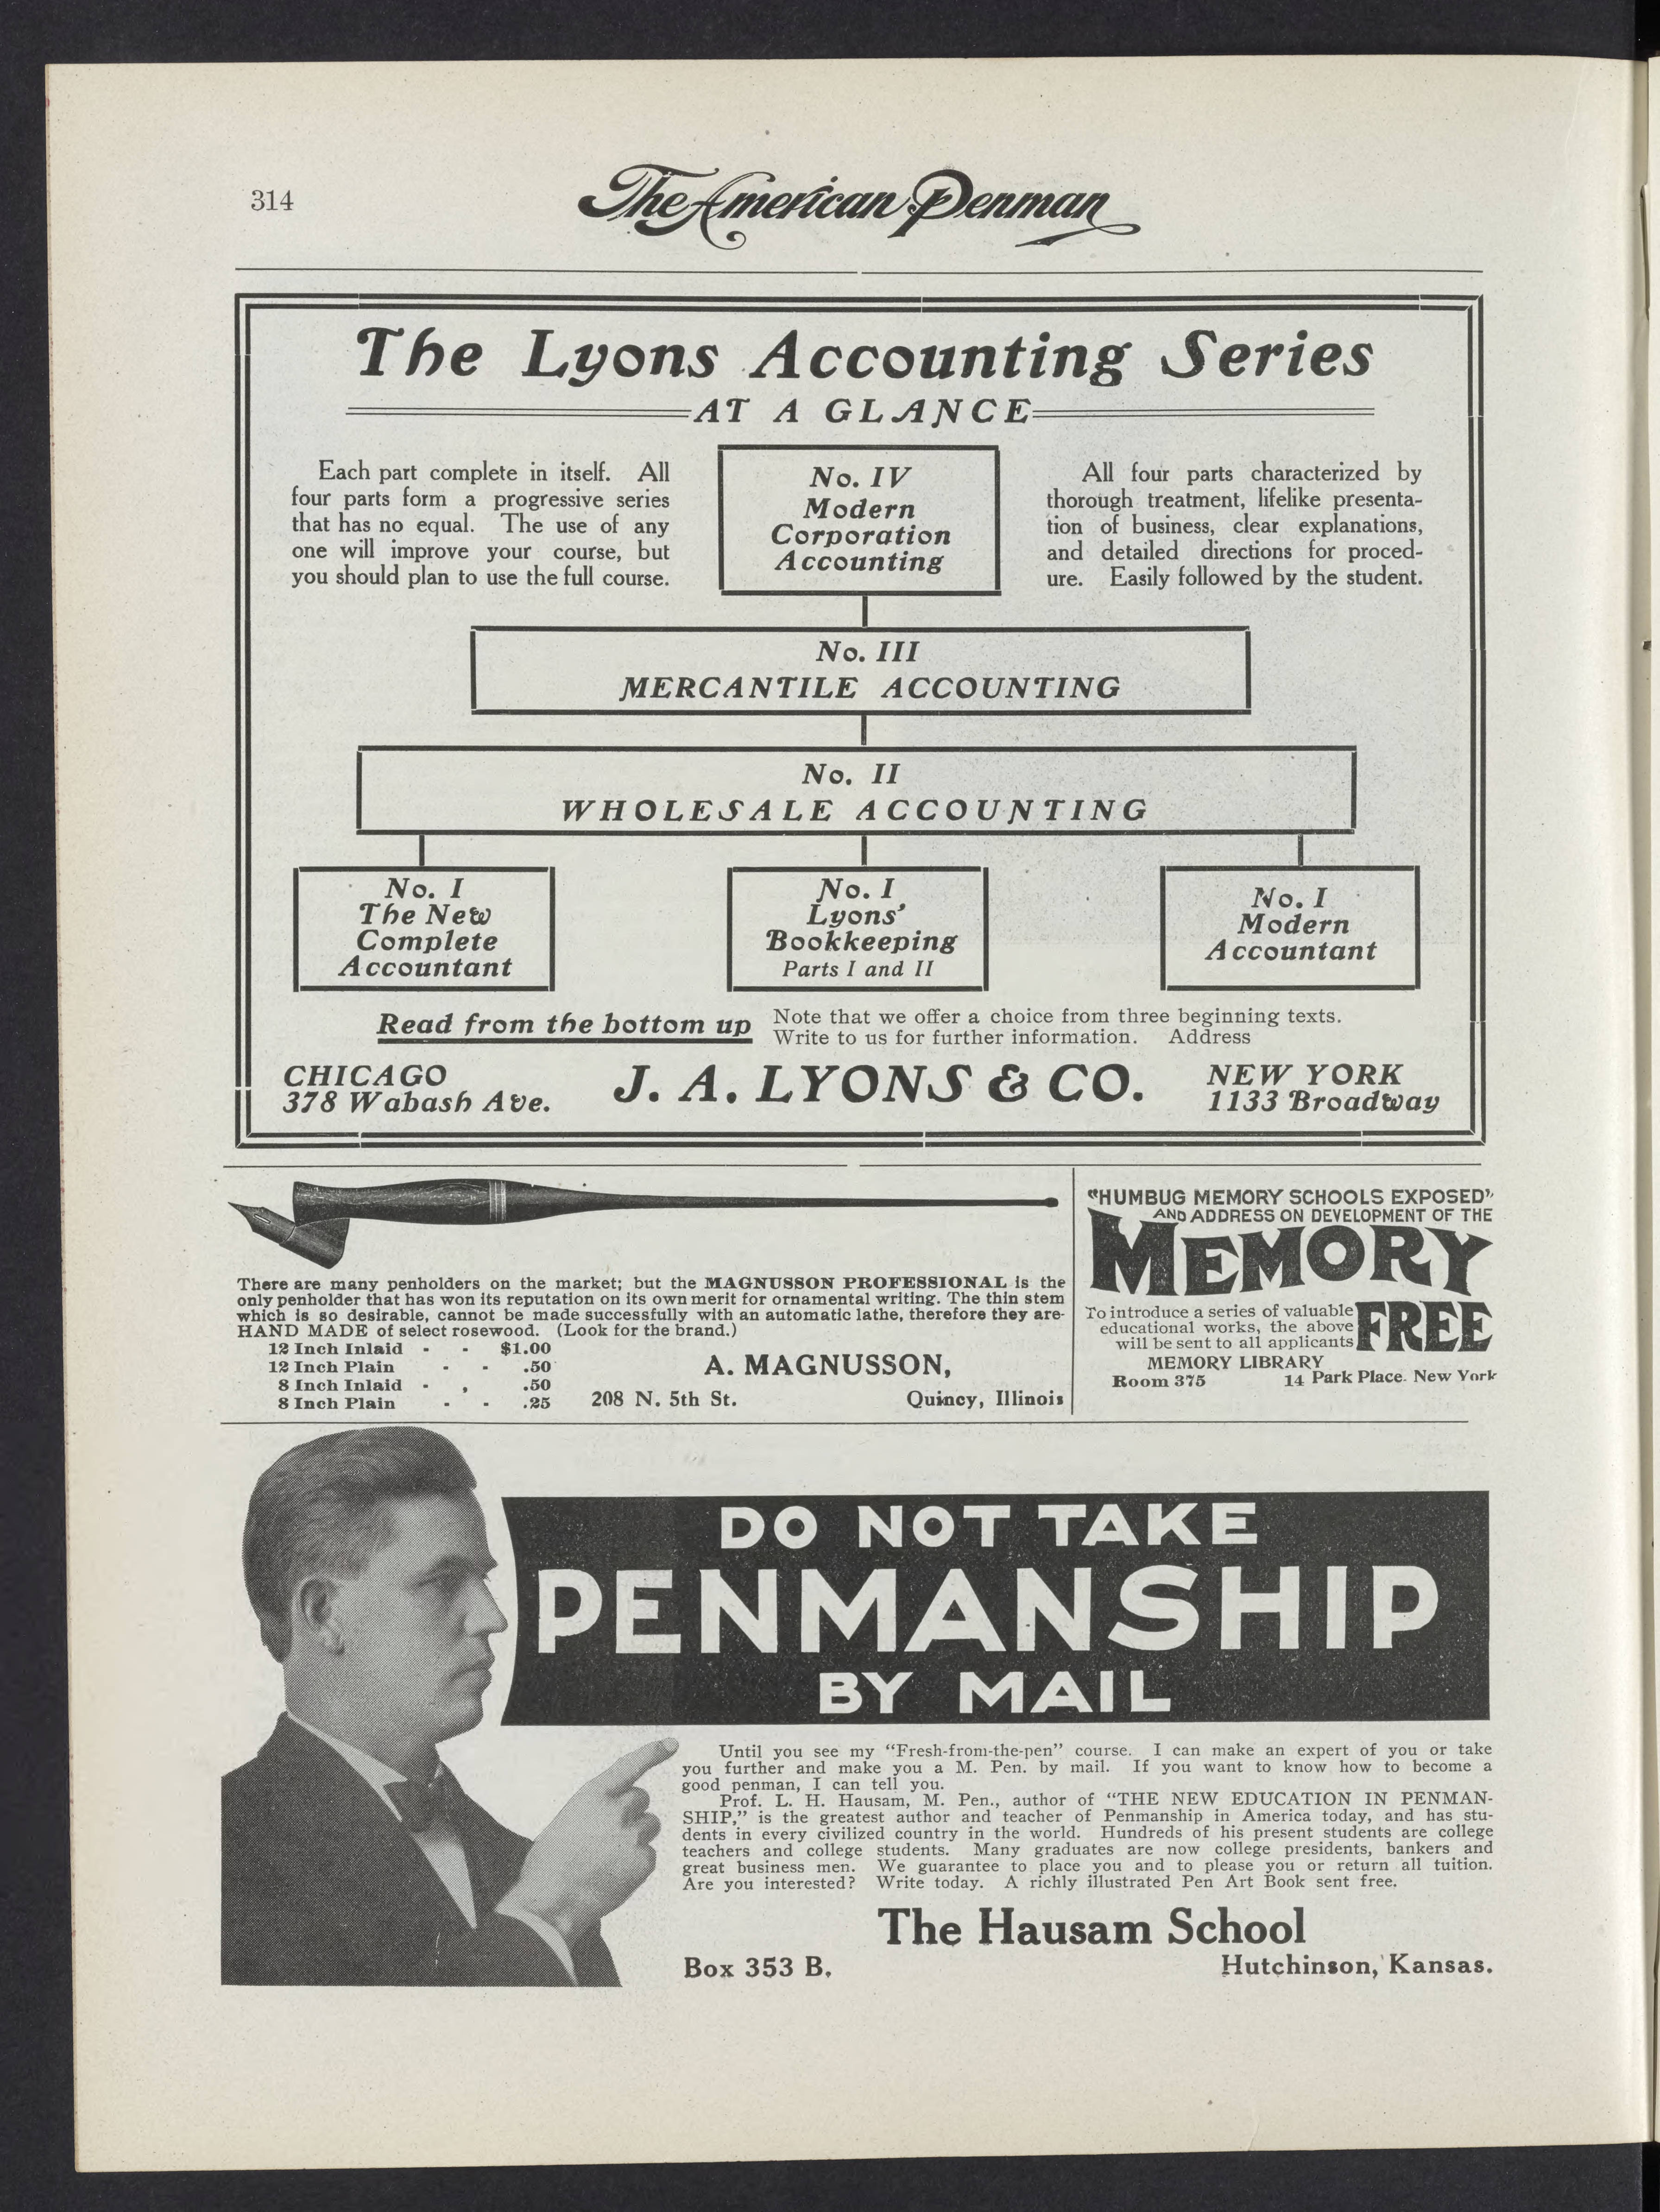 314
The American Penman
The Lyons Accounting Series
AT A GLANCE
Each part complete in itself. All
four parts form a progressive series
that has no equal. The use of any
one will improve your course, but
you should plan to use the full course.
No. IV
Modern
Corporation
Accounting
All four parts characterized by
thorough treatment, lifelike presenta-
tion of business, clear explanations,
and detailed directions for proced-
ure. Easily followed by the student.
No. III
MERCANTILE ACCOUNTING
No. II
WHOLESALE ACCOUNTING
No. I
The New
Complete
Accountant
No. I
Lyons'
Bookkeeping
Parts I and II
No. I
Modern
Accountant
Read from the bottom up
Note that we offer a choice from three beginning texts.
Write to us for further information. Address
CHICAGO
378 Wabash Ave.
J. A. LYONS & CO.
NEW YORK
1133 Broadway
There are many penholders on the market; but the MAGNUSSON PROFESSIONAL is the
only penholder that has won its reputation on its own merit for ornamental writing. The thin stem
which is so desirable, cannot be made successfully with an automatic lathe, therefore they are
HAND MADE of select rosewood. (Look for the brand.)
12 Inch Inlaid - - $1.00
12 Inch Plain - - .50
8 Inch Inlaid - , .50
8 Inch Plain - - .25
A. MAGNUSSON,
208 N. 5th St. Quincy, Illinois
"HUMBUG MEMORY SCHOOLS EXPOSED"
AND ADDRESS ON DEVELOPMENT OF THE
MEMORY
To introduce a series of valuable
educational works, the above
will be sent to all applicants
FREE
MEMORY LIBRARY
Room 375 14 Park Place. New York
DO NOT TAKE
PENMANSHIP
BY MAIL
Until you see my "Fresh-from-the-pen" course. I can make an expert of you or take
you further and make you a M. Pen. by mail. If you want to know how to become a
good penman, I can tell you.
Prof. L. H. Hausam, M. Pen., author of "THE NEW EDUCATION IN PENMAN-
SHIP," is the greatest author and teacher of Penmanship in America today, and has stu-
dents in every civilized country in the world. Hundreds of his present students are college
teachers and college students. Many graduates are now college presidents, bankers and
great business men. We guarantee to place you and to please you or return all tuition.
Are you interested? Write today. A richly illustrated Pen Art Book sent free.
The Hausam School
Box 353 B. Hutchinson, Kansas.